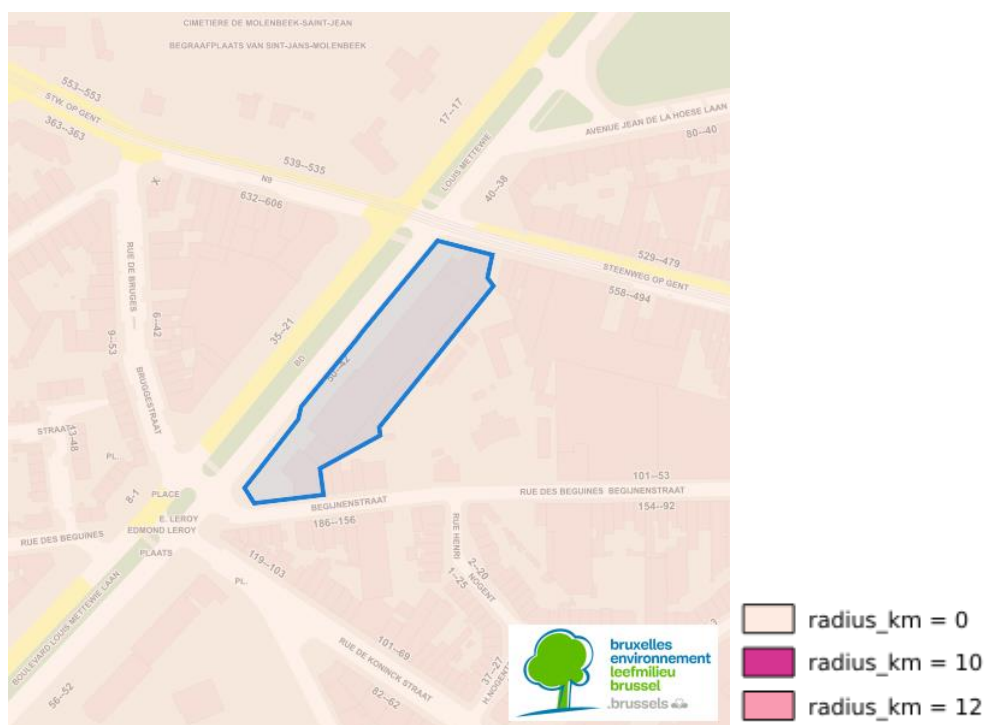 CIMETIERE DE MOLENBEEK-SAINT-JEAN
BEGRAAFPLAATS VAN SINT-JANS-MOLENBEEK
553--553
STW. OP GENT
363--363
17--17
AVENUE JEAN DE LA HOESE LAAN
80--40
539--535
N9
632--606
LOUIS METTEWIE
40--38
529--479
STEENWEG OP GENT
558--494
RUE DE BRUGES
6--42
9--53
35--21
BD
50--42
BRUGGESTRAAT
STRAAT
43-48
PL.
8-1
PLACE
E. LEROY
EDMOND LEROY
PLAATS
RUE DES BEGUINES
BEGIJNENSTRAAT
186--156
101--53
RUE DES BEGUINES BEGIJNENSTRAAT
154--92
RUE HENRI
NOGENT
2--20
1--25
119--103
PL.
BOULEVARD LOUIS METTEWIE LAAN
56--52
101--69
RUE DE KONINCK STRAAT
82--62
37--27
H.NOGENT
3
bruxelles
environnement
leefmilieu
brussel
.brussels
radius_km = 0
radius_km = 10
radius_km = 12